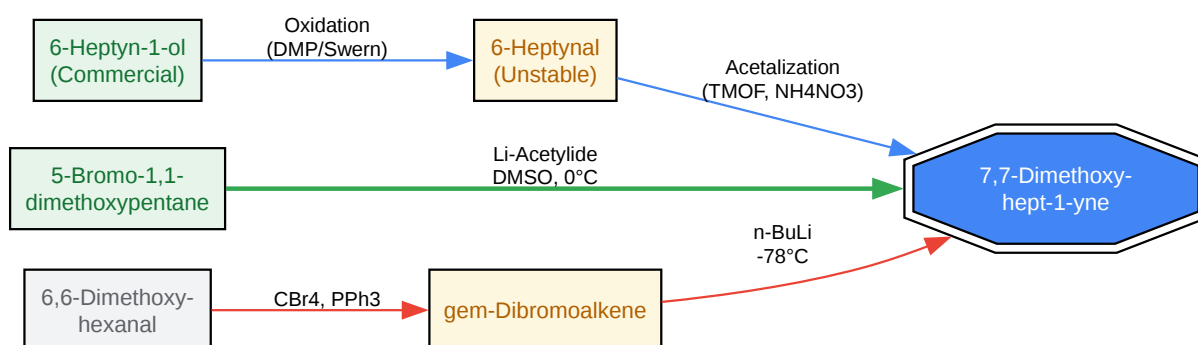 6-Heptyn-1-ol
(Commercial)
Oxidation
(DMP/Swern)
6-Heptynal
(Unstable)
Acetalization
(TMOF, NH4NO3)
5-Bromo-1,1-
dimethoxypentane
Li-Acetylide
DMSO, 0°C
7,7-Dimethoxy-
hept-1-yne
6,6-Dimethoxy-
hexanal
CBr4, PPh3
gem-Dibromoalkene
n-BuLi
-78°C